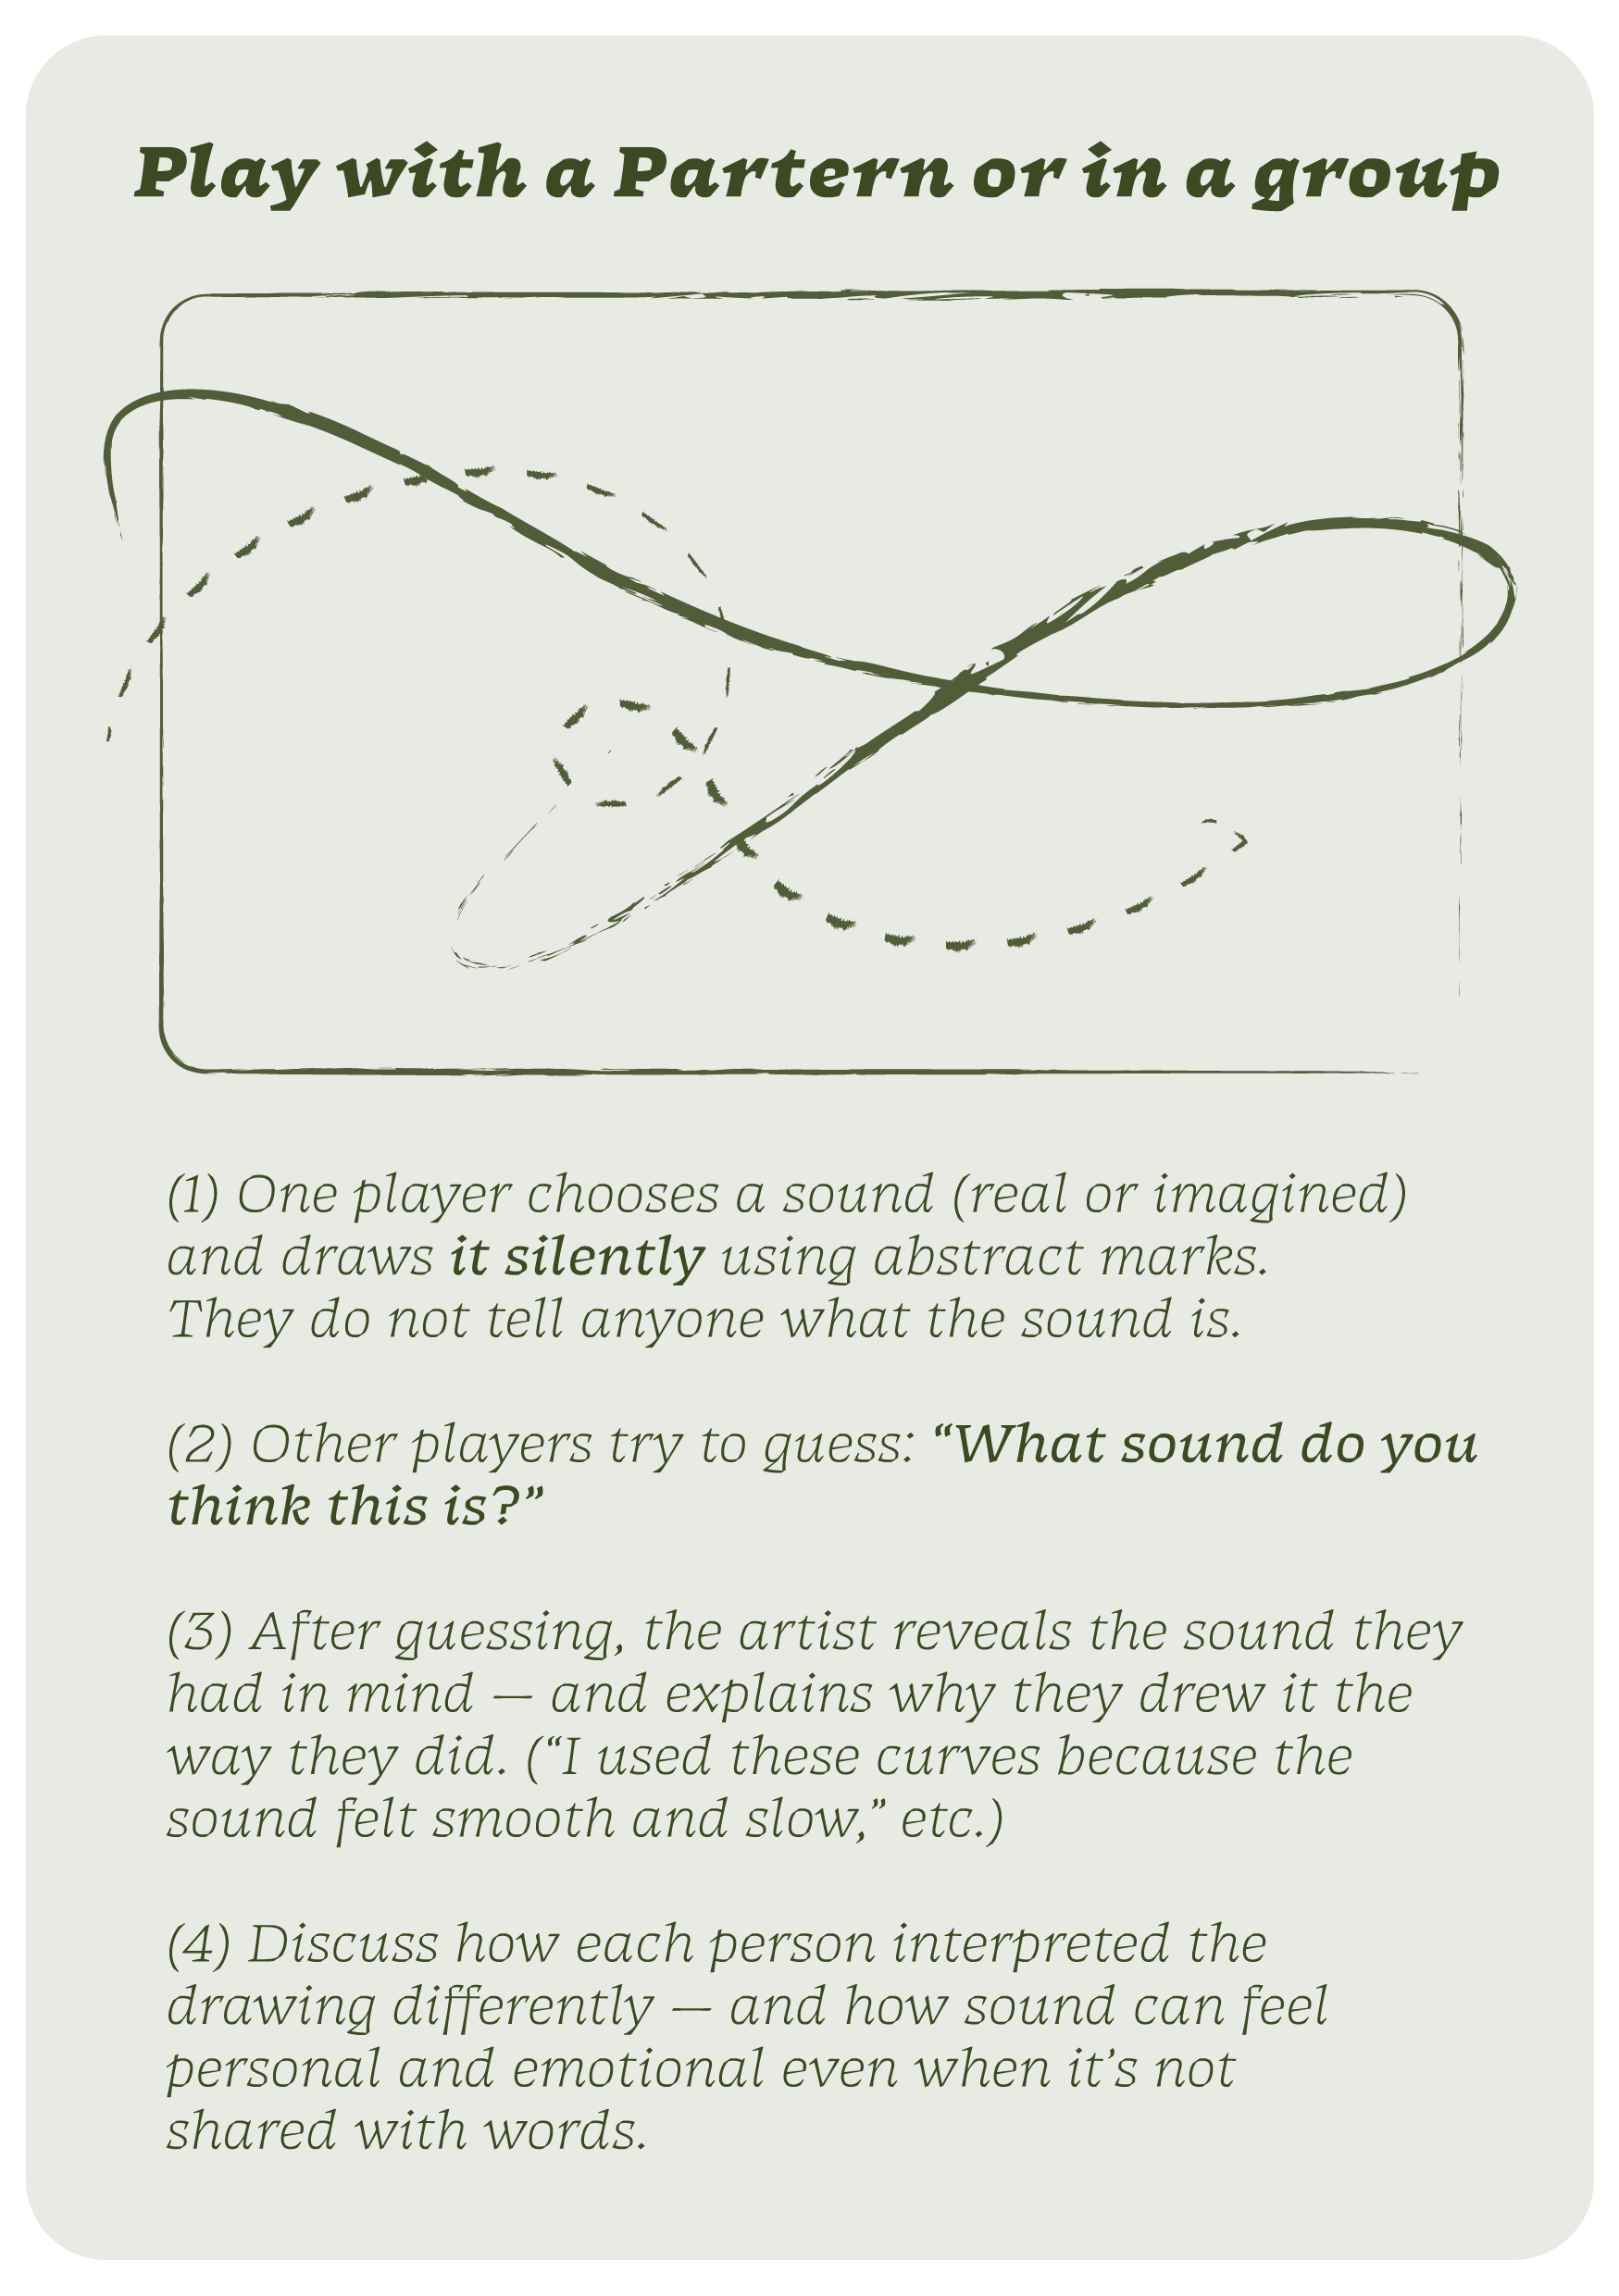 Play with a Partern or in a group
(1) One player chooses a sound (real or imagined)
and draws it silently using abstract marks.
They do not tell anyone what the sound is.
(2) Other players try to guess: “What sound do you
think this is?”
(3) After guessing, the artist reveals the sound they
had in mind — and explains why they drew it the
way they did. (“I used these curves because the
sound felt smooth and slow,” etc.)
(4) Discuss how each person interpreted the
drawing differently — and how sound can feel
personal and emotional even when it’s not
shared with words.